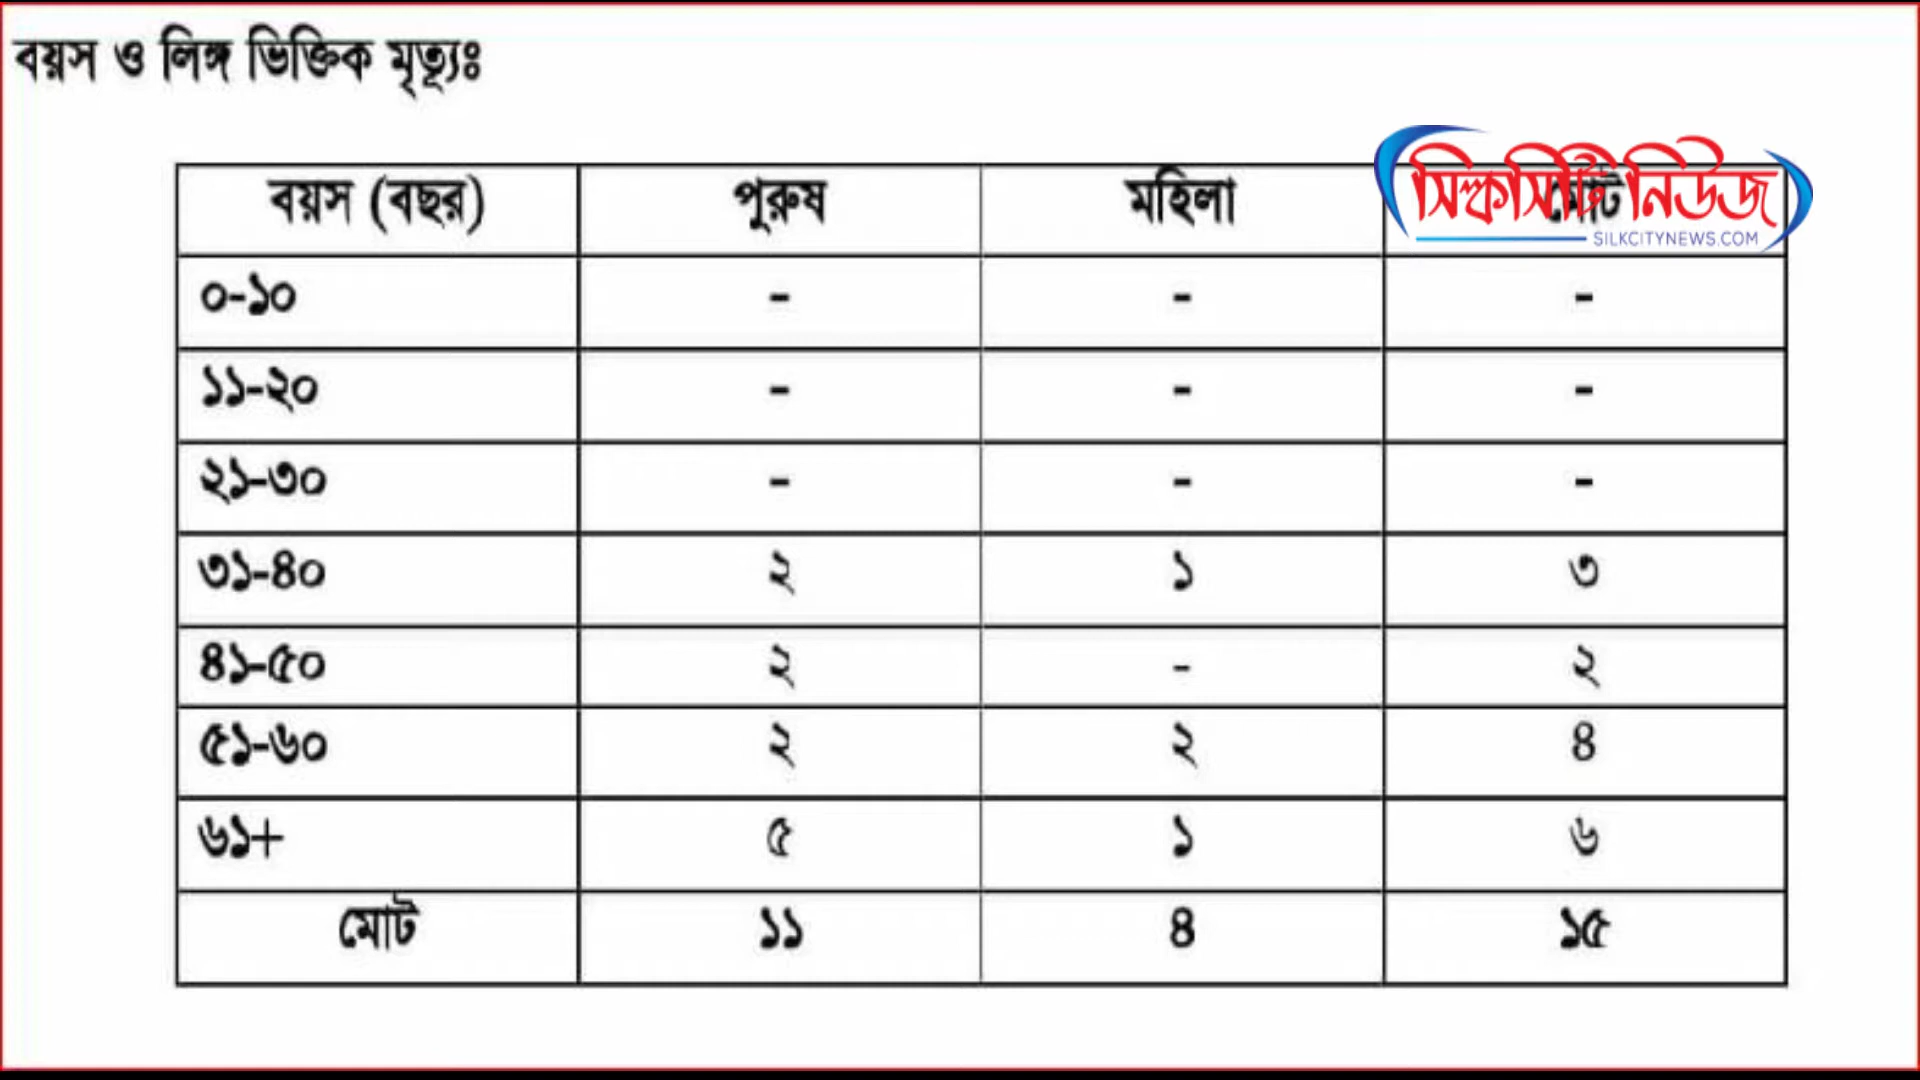 বয়স ও লিঙ্গ ভিক্তিক মৃত্যূঃ
বয়স (বছর) পুরুষ মহিলা মোট
সিল্কসিটি নিউজ
SILKCITYNEWS.COM
০-১০ - - -
১১-২০ - - -
২১-৩০ - - -
৩১-৪০ ২ ১ ৩
৪১-৫০ ২ - ২
৫১-৬০ ২ ২ ৪
৬১+ ৫ ১ ৬
মোট ১১ ৪ ১৫